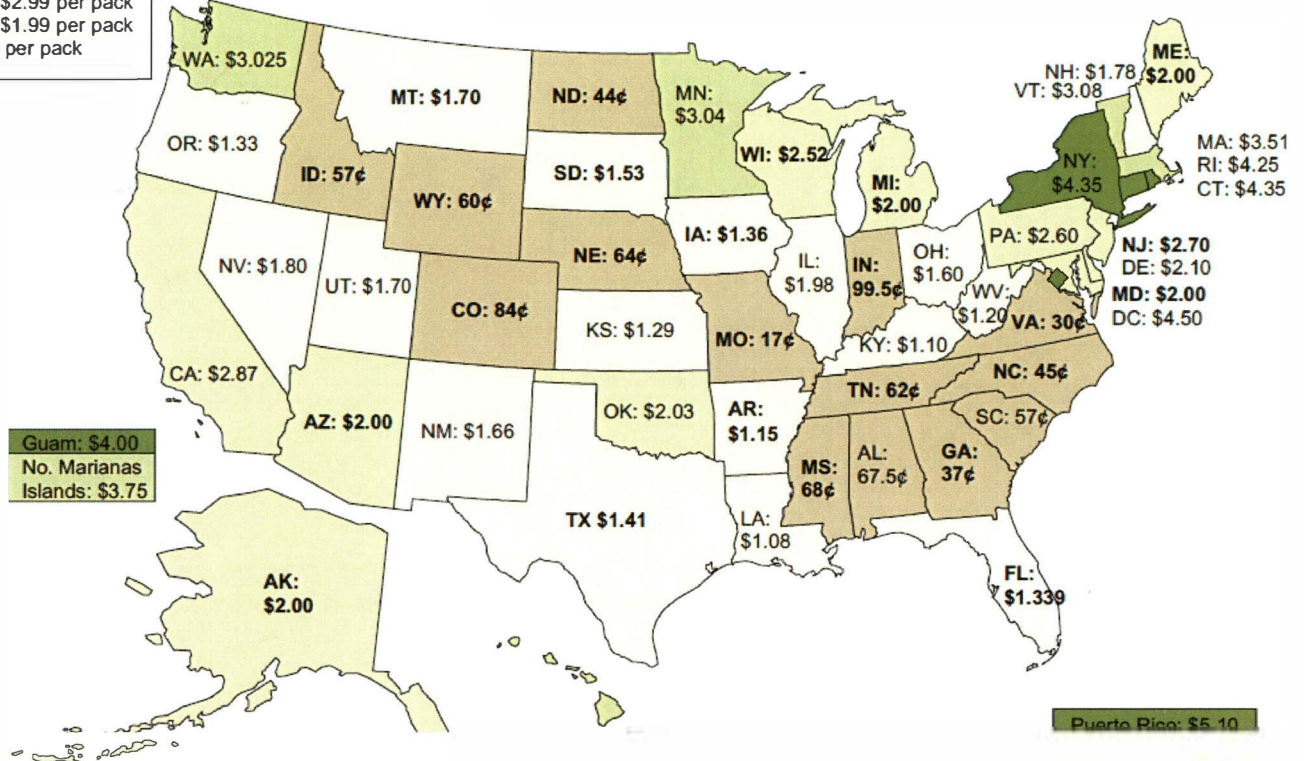 $2.99 per pack
$1.99 per pack
per pack
WA: $3.025
MT: $1.70
ND: 44¢
MN:
$3.04
NH: $1.78
VT: $3.08
ME:
$2.00
OR: $1.33
ID: 57¢
WY: 60¢
SD: $1.53
WI: $2.52
MI:
$2.00
NY:
$4.35
MA: $3.51
RI: $4.25
CT: $4.35
NV: $1.80
UT: $1.70
CO: 84¢
NE: 64¢
IA: $1.36
IL:
$1.98
IN:
99.5¢
OH:
$1.60
PA: $2.60
NJ: $2.70
DE: $2.10
MD: $2.00
DC: $4.50
WV:
$1.20
VA: 30¢
KS: $1.29
MO: 17¢
KY: $1.10
CA: $2.87
AZ: $2.00
NM: $1.66
OK: $2.03
AR:
$1.15
TN: 62¢
NC: 45¢
SC: 57¢
MS:
68¢
AL:
67.5¢
GA:
37¢
Guam: $4.00
No. Marianas
Islands: $3.75
TX $1.41
LA:
$1.08
FL:
$1.339
AK:
$2.00
Puerto Rico: $5.10